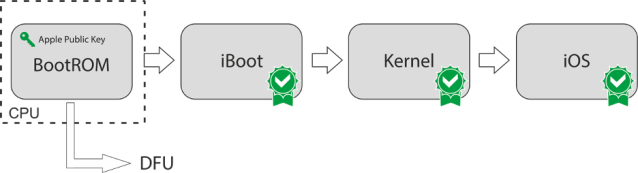 Apple Public Key
BootROM
iBoot
Kernel
iOS
CPU
DFU